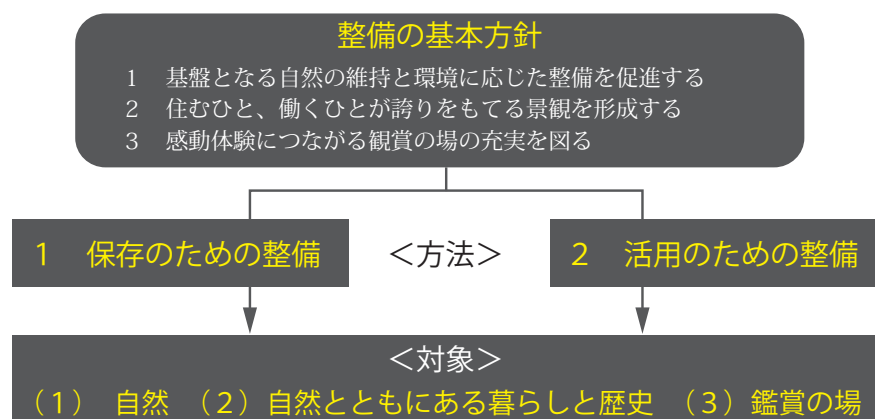 整備の基本方針
1　基盤となる自然の維持と環境に応じた整備を促進する
2　住むひと、働くひとが誇りをもてる景観を形成する
3　感動体験につながる観賞の場の充実を図る
1　保存のための整備
＜方法＞
2　活用のための整備
＜対象＞
（1）　自然　（2）自然とともにある暮らしと歴史　（3）鑑賞の場